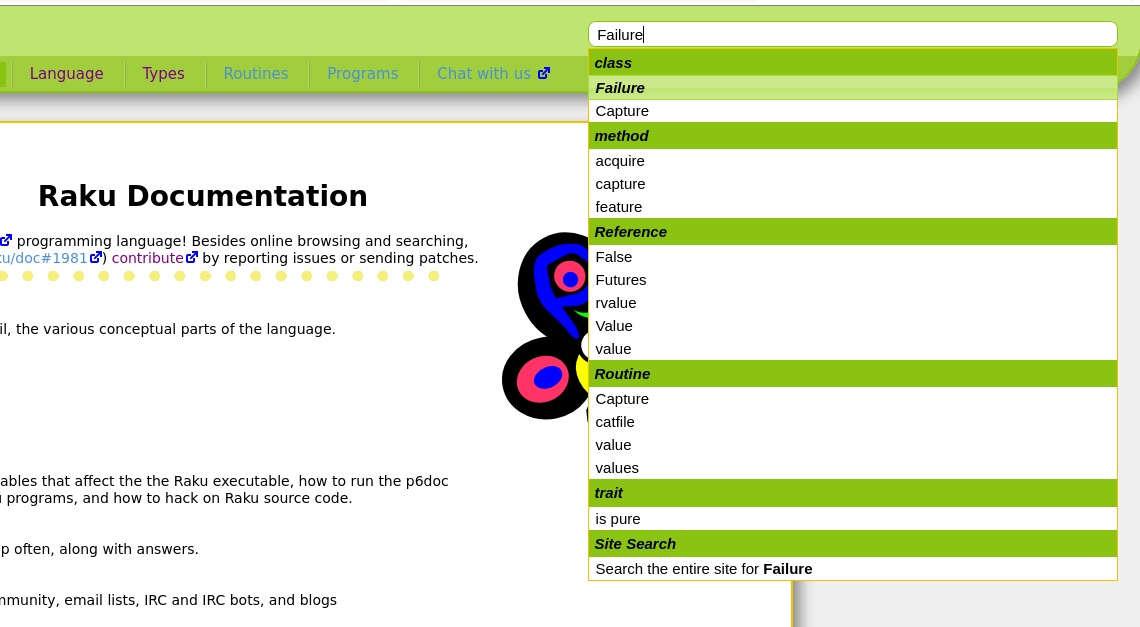 Failure
Language Types Routines Programs Chat with us
class
Failure
Capture
method
acquire
capture
feature
Reference
False
Futures
rvalue
Value
value
Routine
Capture
catfile
value
values
trait
is pure
Site Search
Search the entire site for Failure
Raku Documentation
programming language! Besides online browsing and searching,
/doc#1981) contribute by reporting issues or sending patches.
the various conceptual parts of the language.
ables that affect the the Raku executable, how to run the p6doc
programs, and how to hack on Raku source code.
p often, along with answers.
mmunity, email lists, IRC and IRC bots, and blogs